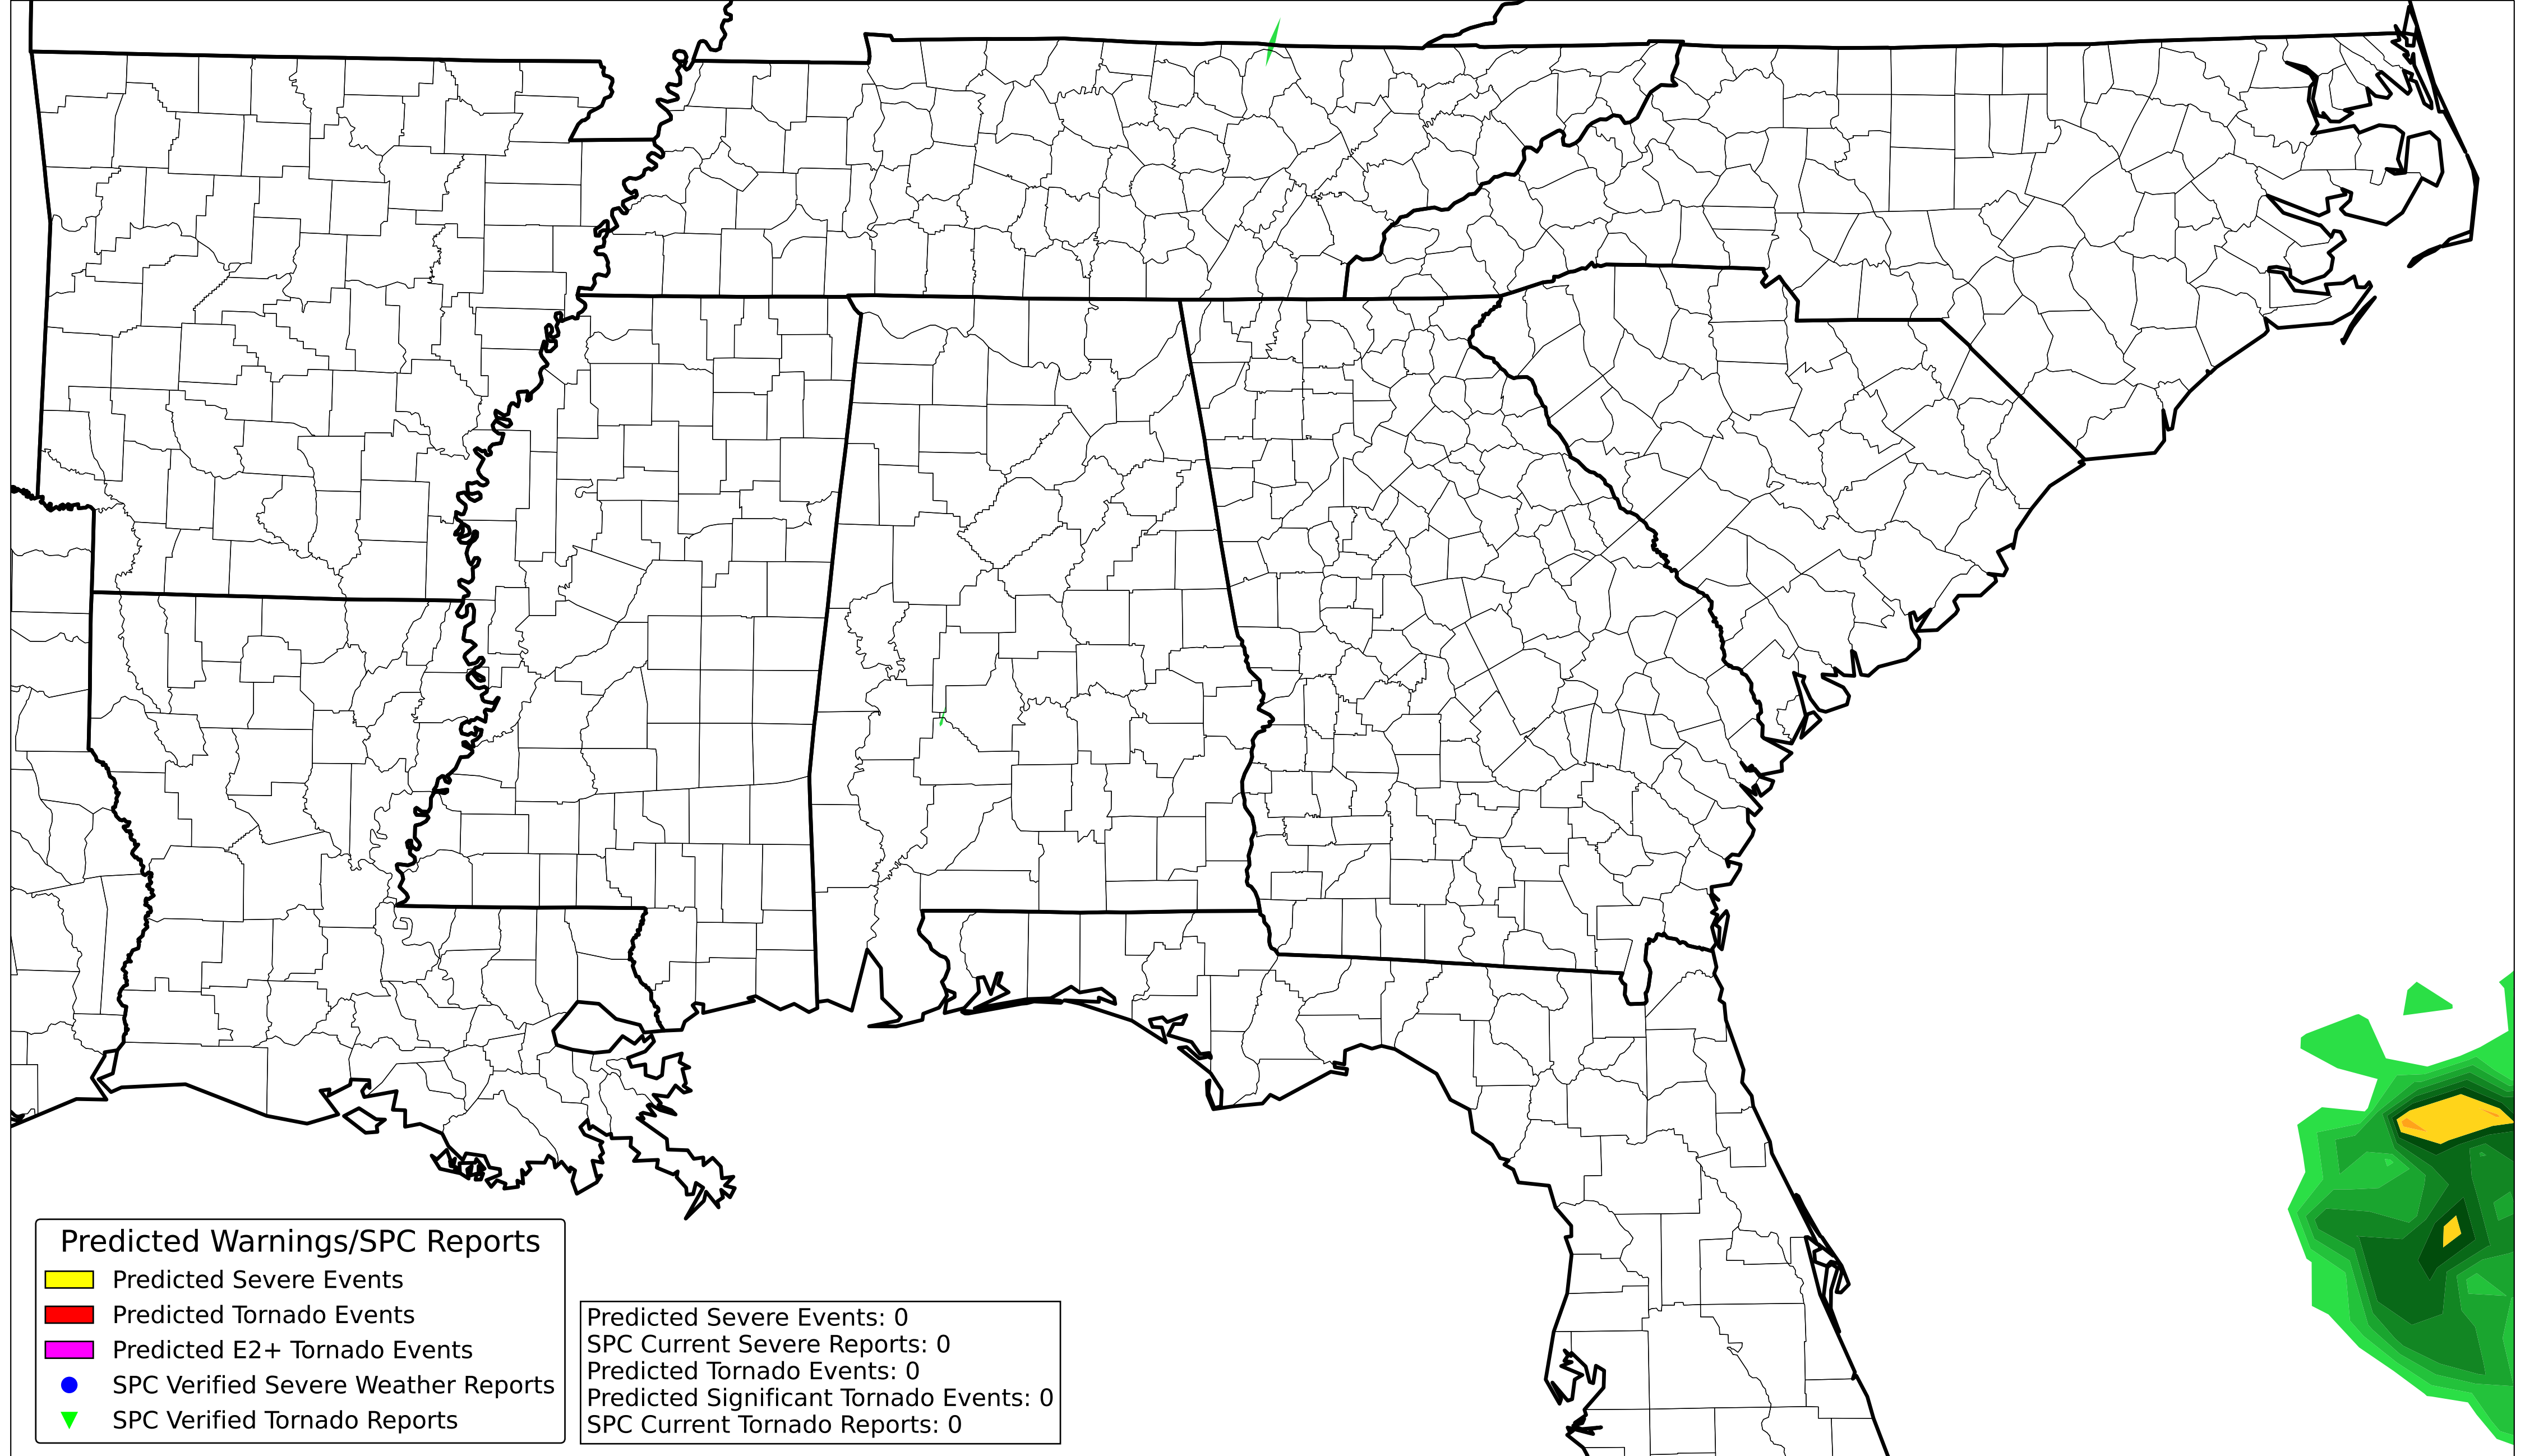 Predicted Warnings/SPC Reports
Predicted Severe Events
Predicted Tornado Events
Predicted E2+ Tornado Events
SPC Verified Severe Weather Reports
SPC Verified Tornado Reports
Predicted Severe Events: 0
SPC Current Severe Reports: 0
Predicted Tornado Events: 0
Predicted Significant Tornado Events: 0
SPC Current Tornado Reports: 0